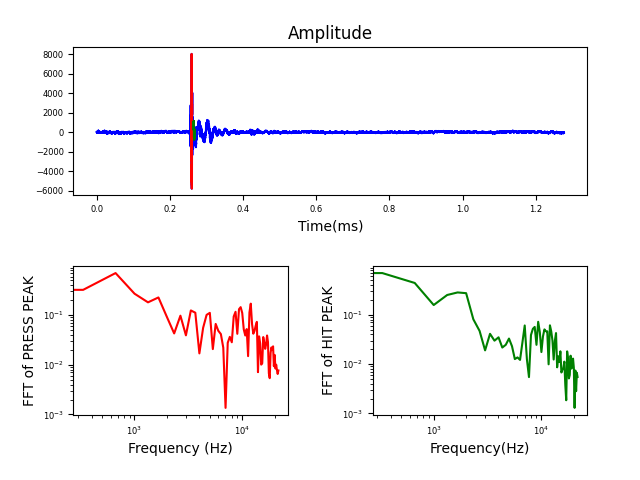 Amplitude
8000
6000
4000
2000
0
−2000
−4000
−6000
0.0 0.2 0.4 0.6 0.8 1.0 1.2
Time(ms)
FFT of PRESS PEAK
10⁻¹
10⁻²
10⁻³
10³ 10⁴
Frequency (Hz)
FFT of HIT PEAK
10⁻¹
10⁻²
10⁻³
10³ 10⁴
Frequency(Hz)